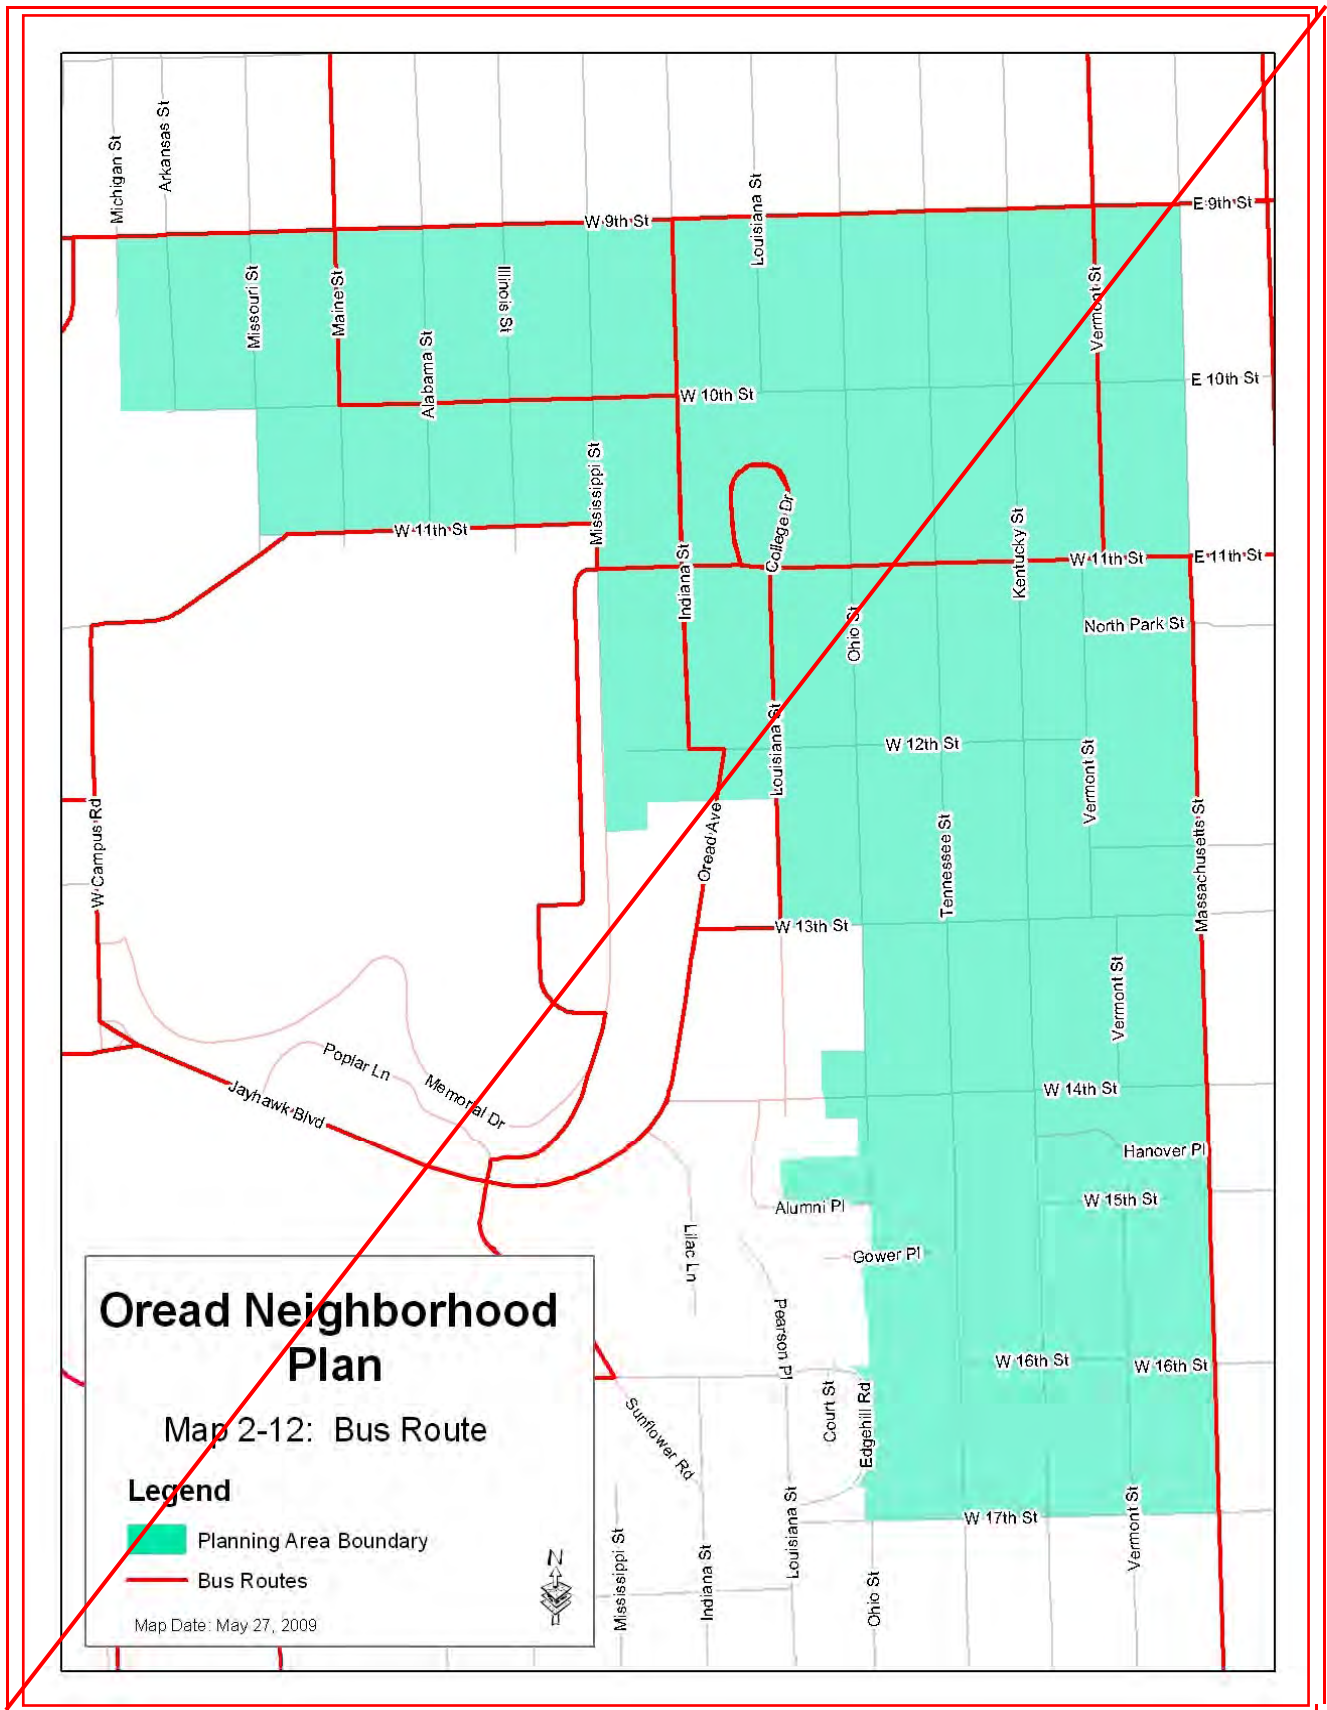 Michigan St
Arkansas St
Louisiana St
W 9th St
E 9th St
Missouri St
Maine St
Illinois St
Vermont St
Alabama St
W 10th St
E 10th St
Mississippi St
College Dr
W 11th St
Indiana St
Kentucky St
W 11th St
E 11th St
Ohio St
North Park St
Louisiana St
W 12th St
Vermont St
W Campus Rd
Oread Ave
Tennessee St
Massachusetts St
W 13th St
Vermont St
Poplar Ln
Memorial Dr
Jayhawk Blvd
W 14th St
Hanover Pl
Alumni Pl
W 15th St
Lilac Ln
Gower Pl
Pearson Pl
W 16th St
W 16th St
Court St
Edgehill Rd
Sunflower Rd
W 17th St
Mississippi St
Indiana St
Louisiana St
Ohio St
Vermont St
Oread Neighborhood
Plan
Map 2-12: Bus Route
Legend
Planning Area Boundary
Bus Routes
Map Date: May 27, 2009
N